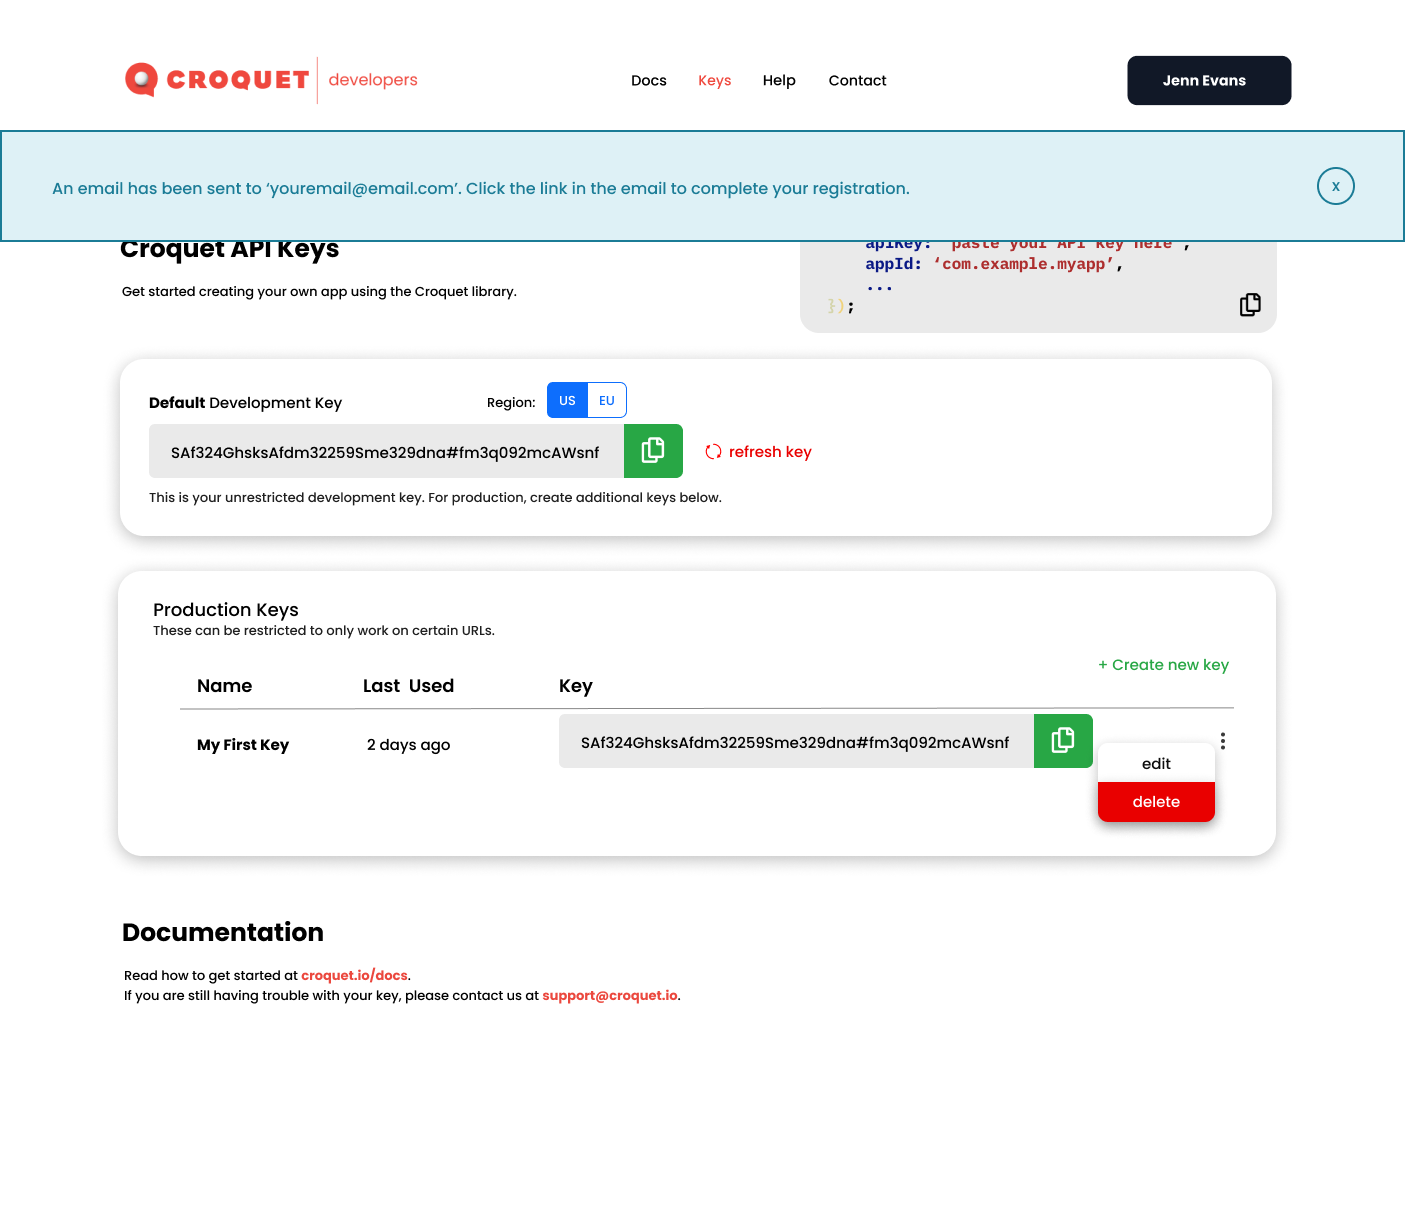 CROQUET developers
Docs Keys Help Contact
Jenn Evans
An email has been sent to ‘youremail@email.com’. Click the link in the email to complete your registration.
X
Croquet API Keys
Get started creating your own app using the Croquet library.
apiKey: paste your API key here ,
appId: ‘com.example.myapp’,
...
});
Default Development Key
Region: US EU
SAf324GhsksAfdm32259Sme329dna#fm3q092mcAWsnf
refresh key
This is your unrestricted development key. For production, create additional keys below.
Production Keys
These can be restricted to only work on certain URLs.
+ Create new key
Name Last Used Key
My First Key 2 days ago SAf324GhsksAfdm32259Sme329dna#fm3q092mcAWsnf
edit
delete
Documentation
Read how to get started at croquet.io/docs.
If you are still having trouble with your key, please contact us at support@croquet.io.